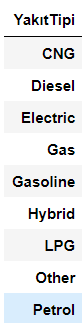 YakıtTipi
CNG
Diesel
Electric
Gas
Gasoline
Hybrid
LPG
Other
Petrol